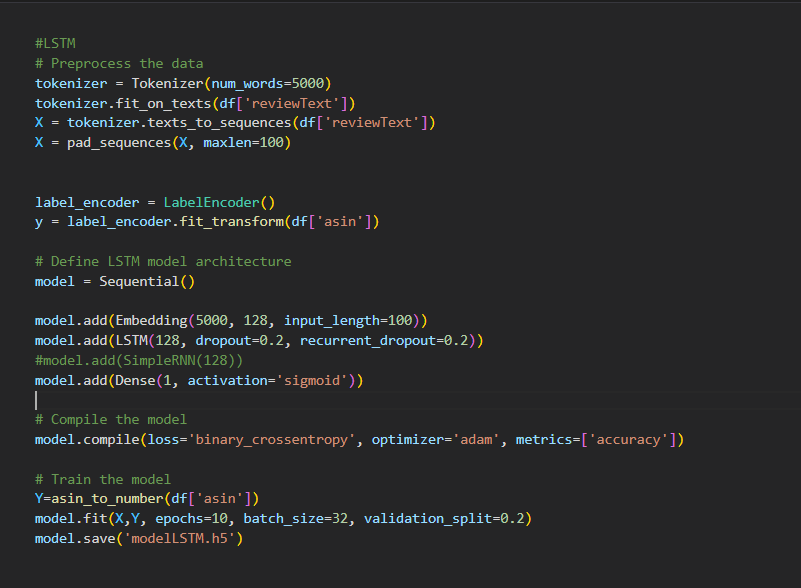 #LSTM
# Preprocess the data
tokenizer = Tokenizer(num_words=5000)
tokenizer.fit_on_texts(df['reviewText'])
X = tokenizer.texts_to_sequences(df['reviewText'])
X = pad_sequences(X, maxlen=100)
label_encoder = LabelEncoder()
y = label_encoder.fit_transform(df['asin'])
# Define LSTM model architecture
model = Sequential()
model.add(Embedding(5000, 128, input_length=100))
model.add(LSTM(128, dropout=0.2, recurrent_dropout=0.2))
#model.add(SimpleRNN(128))
model.add(Dense(1, activation='sigmoid'))
# Compile the model
model.compile(loss='binary_crossentropy', optimizer='adam', metrics=['accuracy'])
# Train the model
Y=asin_to_number(df['asin'])
model.fit(X,Y, epochs=10, batch_size=32, validation_split=0.2)
model.save('modelLSTM.h5')